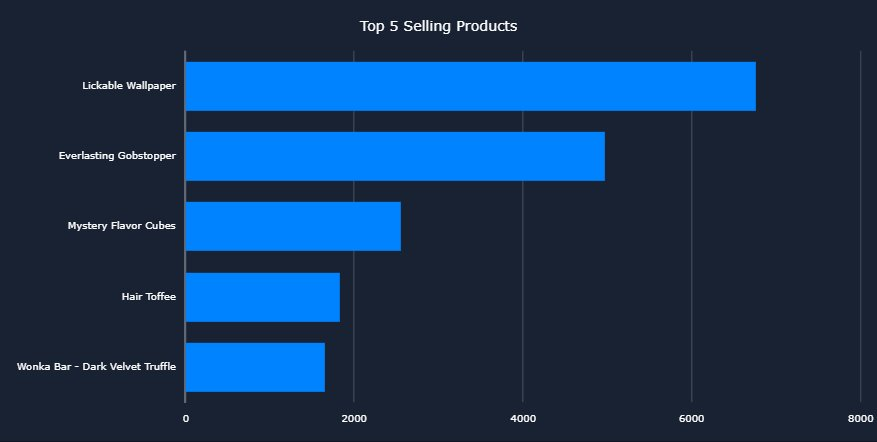 Top 5 Selling Products
Lickable Wallpaper
Everlasting Gobstopper
Mystery Flavor Cubes
Hair Toffee
Wonka Bar - Dark Velvet Truffle
0 2000 4000 6000 8000